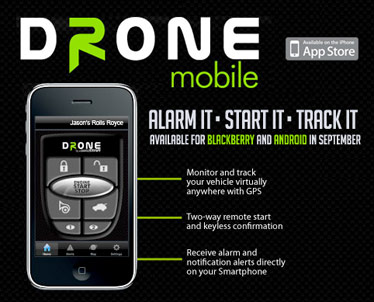 DRONE
mobile
Available on the iPhone
App Store
ALARM IT • START IT • TRACK IT
AVAILABLE FOR BLACKBERRY AND ANDROID IN SEPTEMBER
Jason's Rolls Royce
DRONE
ENGINE
START
STOP
Monitor and track
your vehicle virtually
anywhere with GPS
Two-way remote start
and keyless confirmation
Receive alarm and
notification alerts directly
on your Smartphone